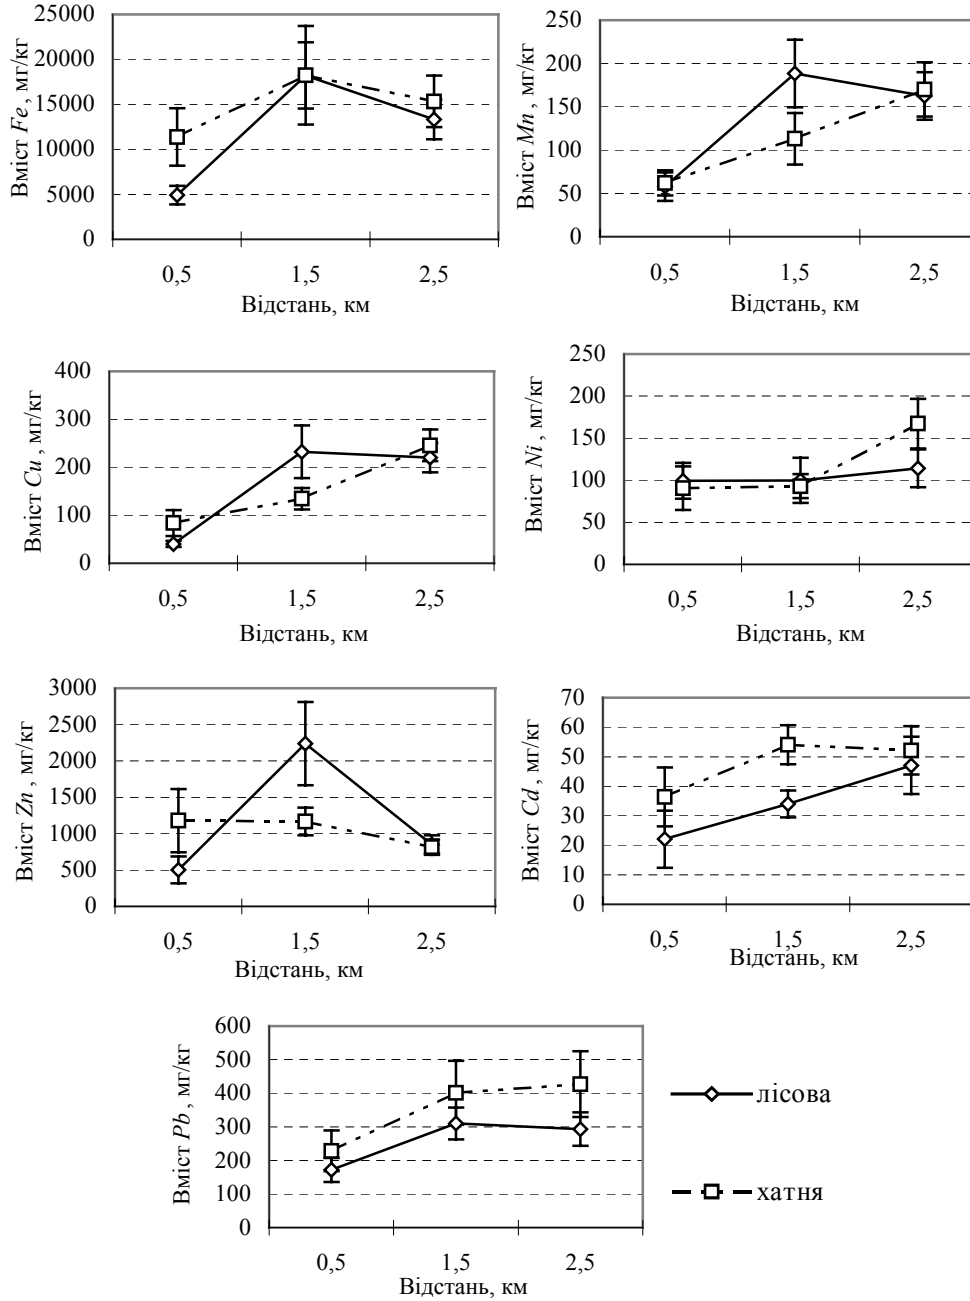 25000
20000
15000
10000
5000
0
Вміст Fe, мг/кг
0,5 1,5 2,5
Відстань, км
250
200
150
100
50
0
Вміст Mn, мг/кг
0,5 1,5 2,5
Відстань, км
400
300
200
100
0
Вміст Cu, мг/кг
0,5 1,5 2,5
Відстань, км
250
200
150
100
50
0
Вміст Ni, мг/кг
0,5 1,5 2,5
Відстань, км
3000
2500
2000
1500
1000
500
0
Вміст Zn, мг/кг
0,5 1,5 2,5
Відстань, км
70
60
50
40
30
20
10
0
Вміст Cd, мг/кг
0,5 1,5 2,5
Відстань, км
600
500
400
300
200
100
0
Вміст Pb, мг/кг
0,5 1,5 2,5
Відстань, км
лісова
хатня